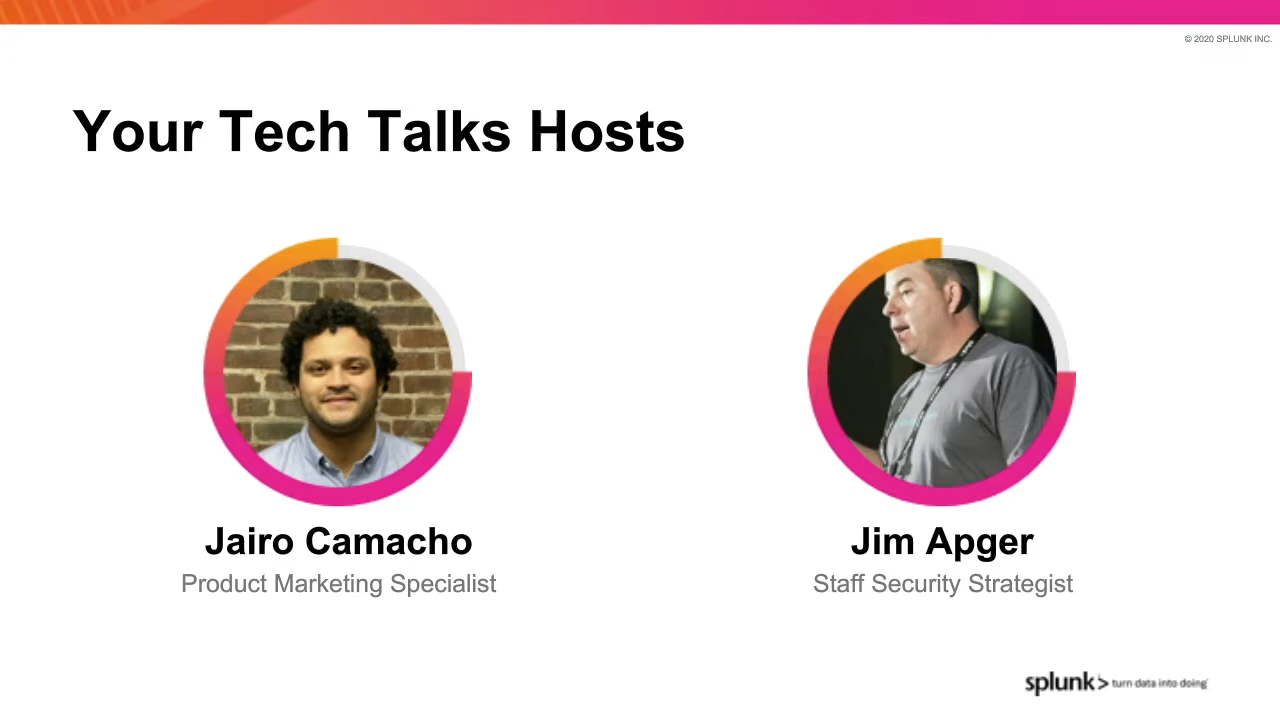 © 2020 SPLUNK INC.
Your Tech Talks Hosts
Jairo Camacho
Product Marketing Specialist
Jim Apger
Staff Security Strategist
splunk> turn data into doing